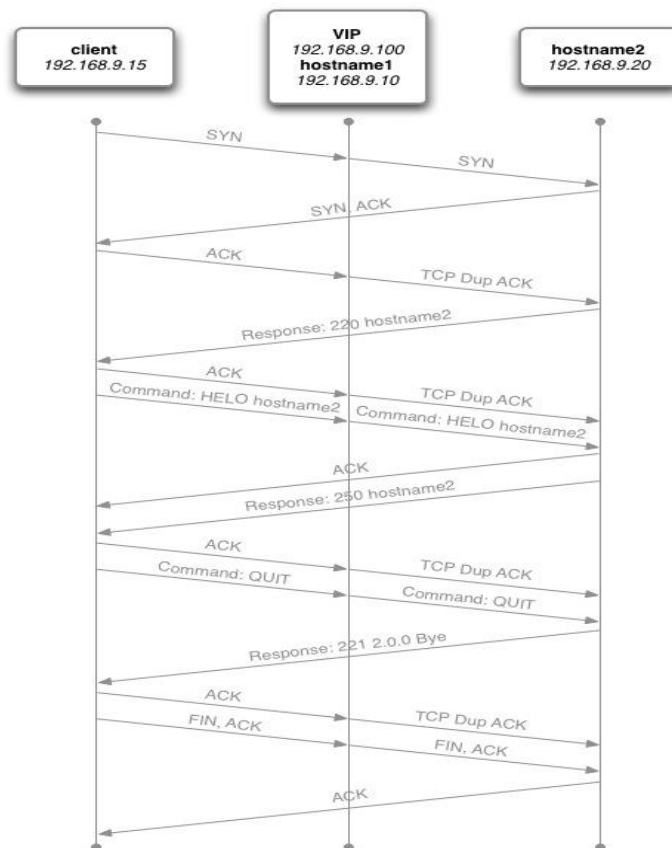 client
192.168.9.15
VIP
192.168.9.100
hostname1
192.168.9.10
hostname2
192.168.9.20
SYN
SYN
SYN, ACK
ACK
TCP Dup ACK
Response: 220 hostname2
ACK
TCP Dup ACK
Command: HELO hostname2
Command: HELO hostname2
ACK
Response: 250 hostname2
ACK
TCP Dup ACK
Command: QUIT
Command: QUIT
Response: 221 2.0.0 Bye
ACK
TCP Dup ACK
FIN, ACK
FIN, ACK
ACK